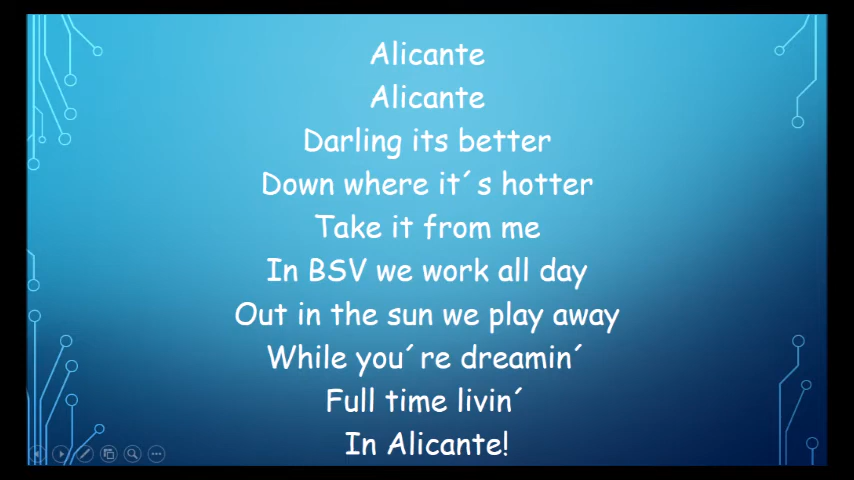 Alicante
Alicante
Darling its better
Down where it´s hotter
Take it from me
In BSV we work all day
Out in the sun we play away
While you´re dreamin´
Full time livin´
In Alicante!